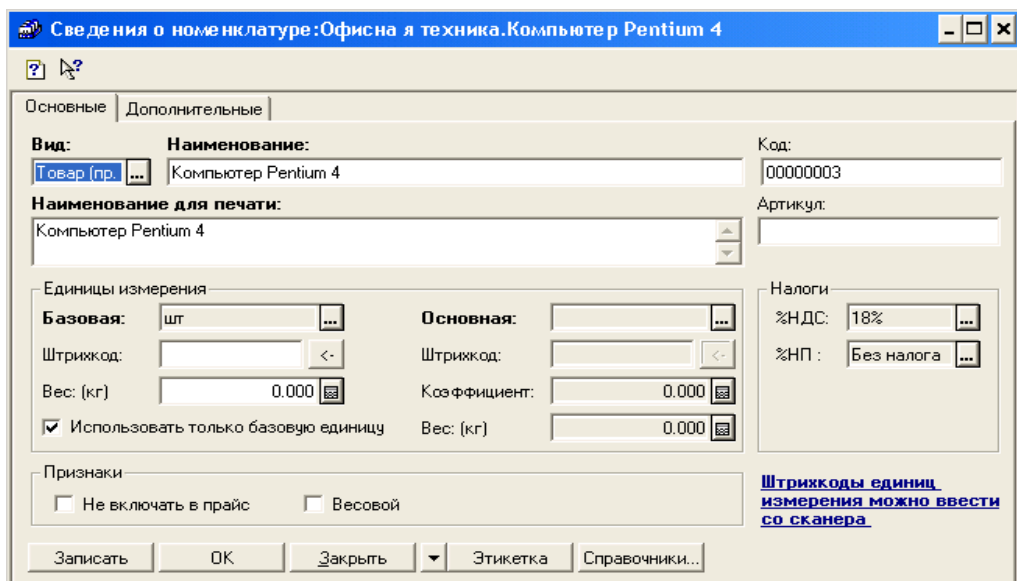 Сведения о номенклатуре:Офисна я техника.Компьютер Pentium 4
Основные Дополнительные
Вид: Наименование: Код:
Товар (пр. ... Компьютер Pentium 4 00000003
Наименование для печати: Артикул:
Компьютер Pentium 4
Единицы измерения Налоги
Базовая: шт ... Основная: ... %НДС: 18% ...
Штрихкод: <- Штрихкод: <- %НП : Без налога ...
Вес: (кг) 0.000 Коэффициент: 0.000
Использовать только базовую единицу Вес: (кг) 0.000
Признаки
Не включать в прайс Весовой
Штрихкоды единиц
измерения можно ввести
со сканера
Записать OK Закрыть Этикетка Справочники...